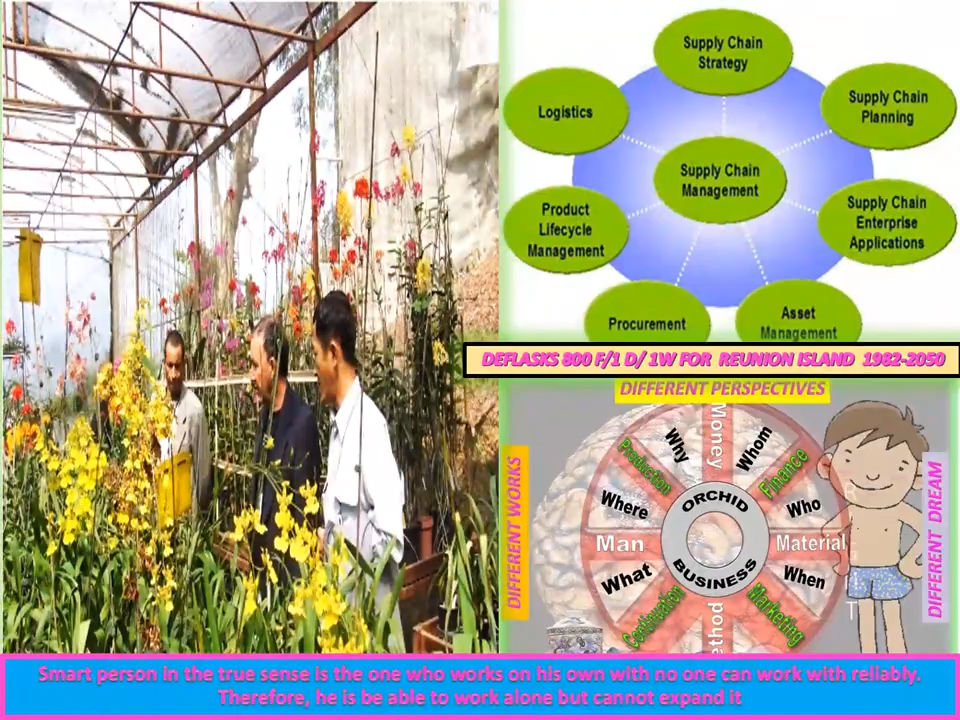 Supply Chain
Strategy
Logistics
Supply Chain
Planning
Supply Chain
Management
Product
Lifecycle
Management
Supply Chain
Enterprise
Applications
Procurement
Asset
Management
DEFLASKS 800 F/1 D/ 1W FOR REUNION ISLAND 1982-2050
DIFFERENT PERSPECTIVES
DIFFERENT WORKS
DIFFERENT DREAM
Money
Why
Whom
Production
Finance
Where
Who
ORCHID
Man
Material
BUSINESS
What
When
Continuity
Marketing
ethod
T
Smart person in the true sense is the one who works on his own with no one can work with reliably.
Therefore, he is be able to work alone but cannot expand it